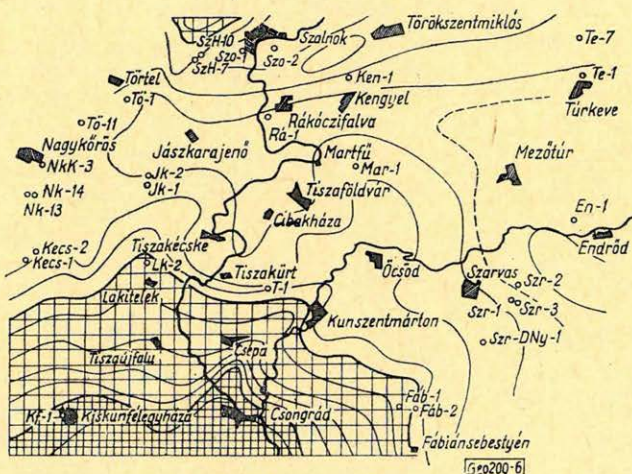 SzH-10
Szo-1
SzH-7
Szolnok
Szo-2
Törökszentmiklós
Te-7
Törtel
Tö-1
Ken-1
Te-1
Kengyel
Túrkeve
Tö-11
Rákóczifalva
Rá-1
Nagykőrös
NkK-3
Jászkarajenő
Martfű
Mar-1
Mezőtúr
Jk-2
Jk-1
Nk-14
Nk-13
Tiszaföldvár
Cibakháza
En-1
Endrőd
Kecs-2
Kecs-1
Tiszakécske
Lk-2
Tiszakürt
T-1
Öcsöd
Szarvas
Szr-2
Szr-3
Szr-1
Szr-DNy-1
Lakitelek
Kunszentmárton
Tiszaújfalu
Csépa
Kf-1
Kiskunfélegyháza
Csongrád
Fáb-1
Fáb-2
Fábiánsebestyén
Geo200-6